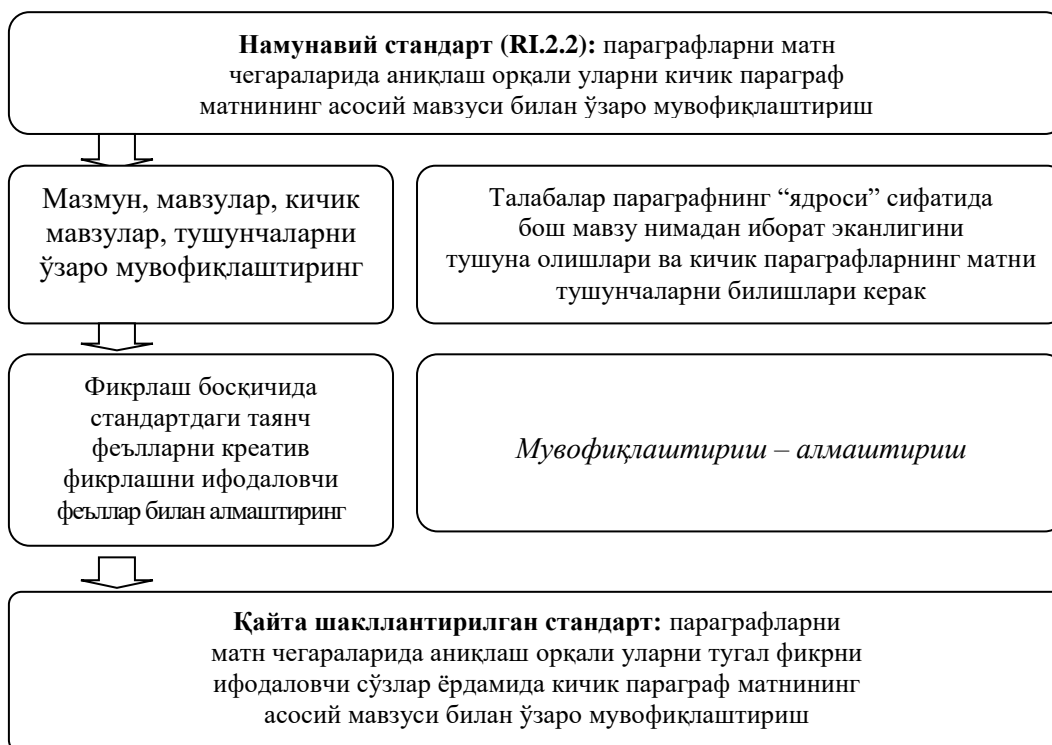 Намунавий стандарт (RI.2.2): параграфларни матн
чегараларида аниқлаш орқали уларни кичик параграф
матнининг асосий мавзуси билан ўзаро мувофиқлаштириш
Мазмун, мавзулар, кичик
мавзулар, тушунчаларни
ўзаро мувофиқлаштиринг
Талабалар параграфнинг “ядроси” сифатида
бош мавзу нимадан иборат эканлигини
тушуна олишлари ва кичик параграфларнинг матни
тушунчаларни билишлари керак
Фикрлаш босқичида
стандартдаги таянч
феълларни креатив
фикрлашни ифодаловчи
феъллар билан алмаштиринг
Мувофиқлаштириш – алмаштириш
Қайта шакллантирилган стандарт: параграфларни
матн чегараларида аниқлаш орқали уларни тугал фикрни
ифодаловчи сўзлар ёрдамида кичик параграф матнининг
асосий мавзуси билан ўзаро мувофиқлаштириш